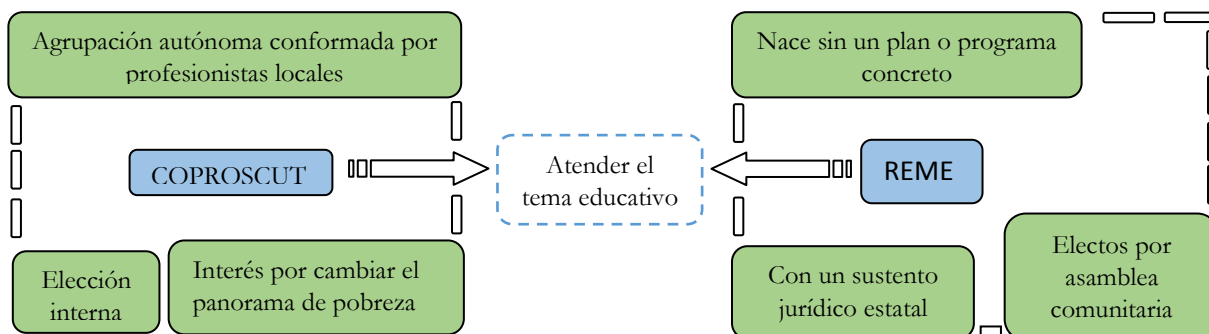 Agrupación autónoma conformada por
profesionistas locales
Nace sin un plan o programa
concreto
COPROSCUT
Atender el
tema educativo
REME
Elección
interna
Interés por cambiar el
panorama de pobreza
Con un sustento
jurídico estatal
Electos por
asamblea
comunitaria